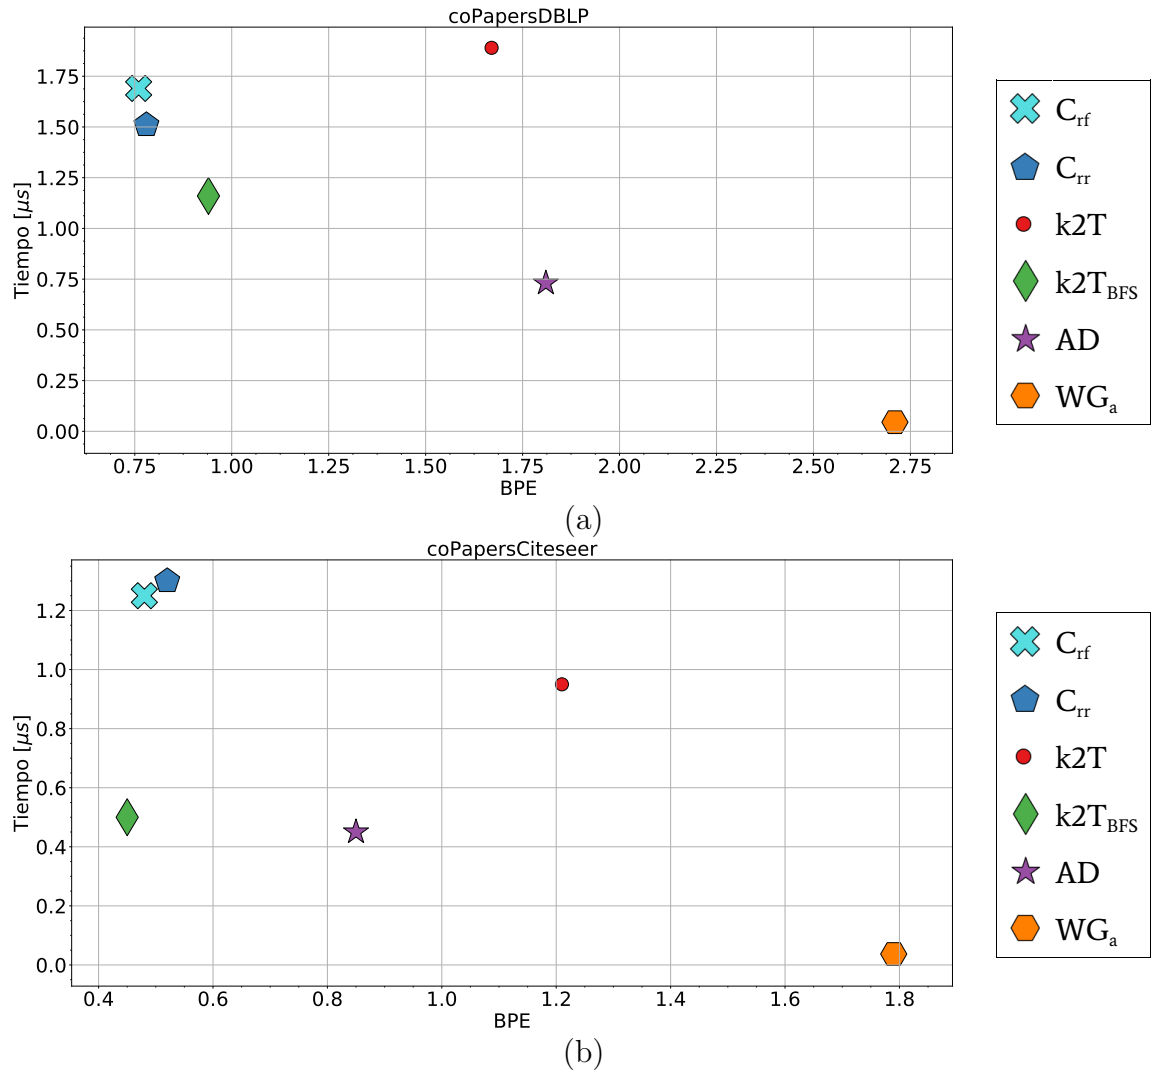 coPapersDBLP
Tiempo [μs]
1.75
1.50
1.25
1.00
0.75
0.50
0.25
0.00
0.75 1.00 1.25 1.50 1.75 2.00 2.25 2.50 2.75
BPE
C_rf
C_rr
k2T
k2T_BFS
AD
WG_a
(a)
coPapersCiteseer
Tiempo [μs]
1.2
1.0
0.8
0.6
0.4
0.2
0.0
0.4 0.6 0.8 1.0 1.2 1.4 1.6 1.8
BPE
C_rf
C_rr
k2T
k2T_BFS
AD
WG_a
(b)